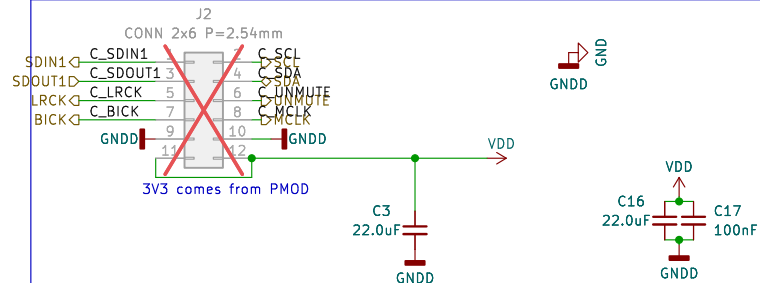 J2
CONN 2x6 P=2.54mm
SDIN1 C_SDIN1 1 2 C_SCL SCL
SDOUT1 C_SDOUT1 3 4 C_SDA SDA
LRCK C_LRCK 5 6 C_UNMUTE UNMUTE
BICK C_BICK 7 8 C_MCLK MCLK
GNDD 9 10 GNDD
11 12
3V3 comes from PMOD
VDD
C3
22.0uF
GNDD
GND
GNDD
VDD
C16
22.0uF
C17
100nF
GNDD